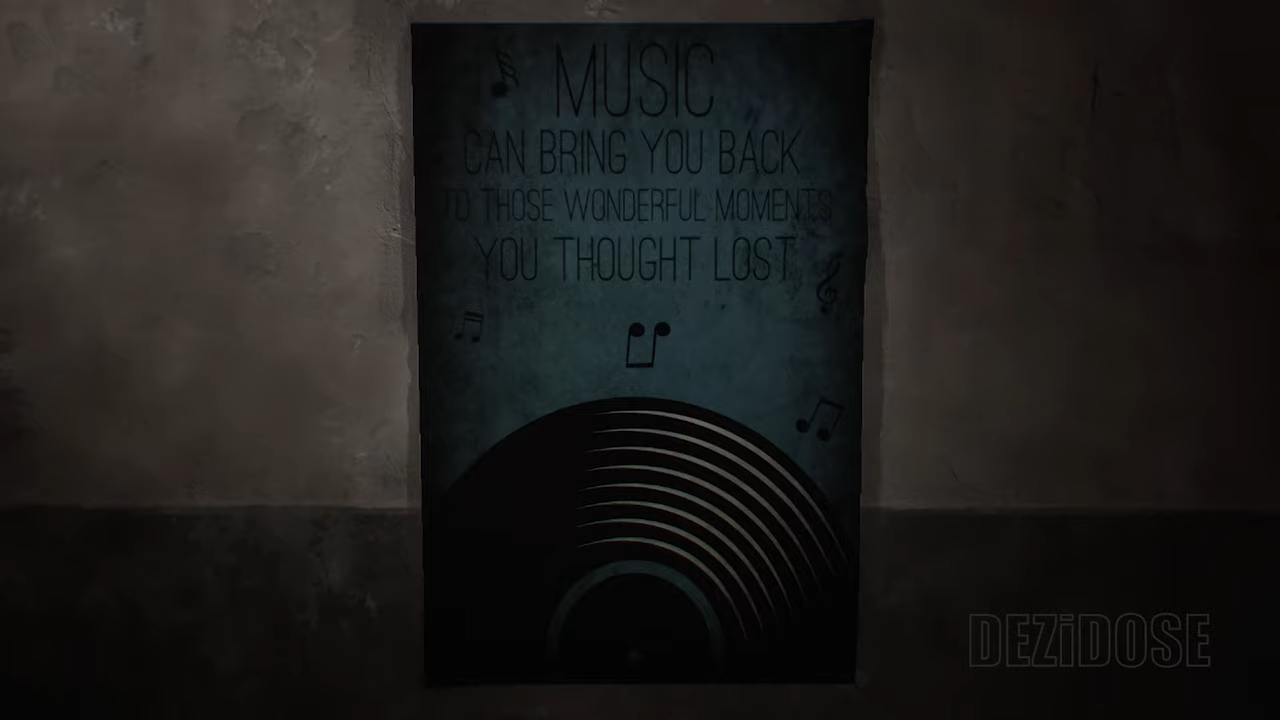 MUSIC
CAN BRING YOU BACK
TO THOSE WONDERFUL MOMENTS
YOU THOUGHT LOST
DEZiDOSE